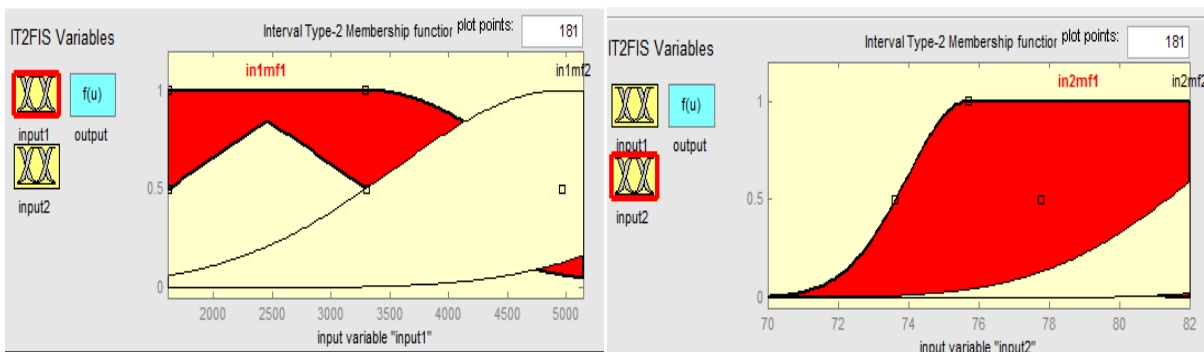 Interval Type-2 Membership functior plot points: 181
IT2FIS Variables
in1mf1 in1mf2
f(u)
1
input1 output
0.5
input2
0
2000 2500 3000 3500 4000 4500 5000
input variable "input1"
Interval Type-2 Membership functior plot points: 181
IT2FIS Variables
in2mf1 in2mf2
f(u)
1
input1 output
0.5
input2
0
70 72 74 76 78 80 82
input variable "input2"